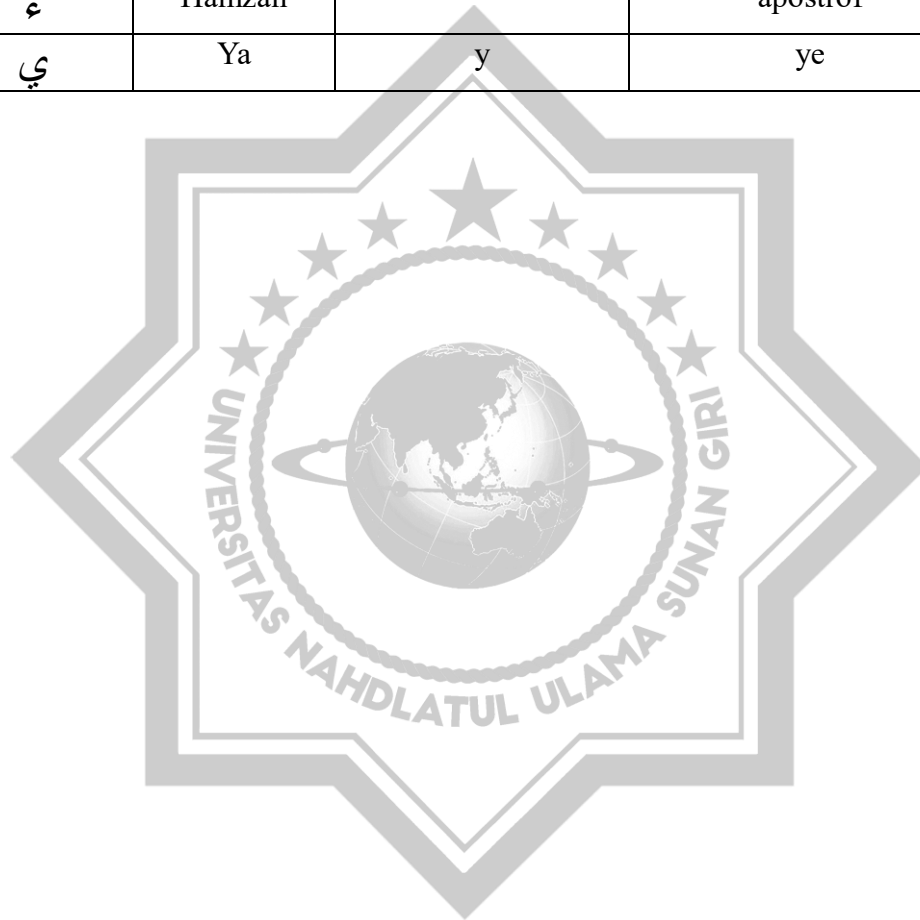 ء Hamzah apostrof
ي Ya y ye
UNIVERSITAS NAHDLATUL ULAMA SUNAN GIRI